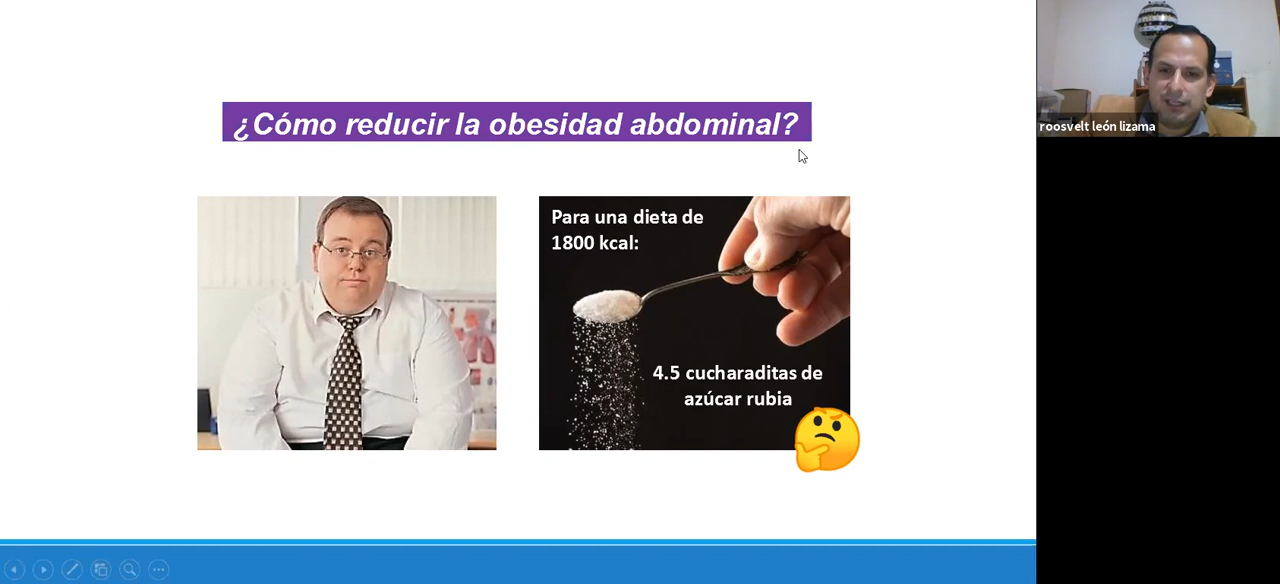 ¿Cómo reducir la obesidad abdominal?
Para una dieta de
1800 kcal:
4.5 cucharaditas de
azúcar rubia
roosvelt león lizama